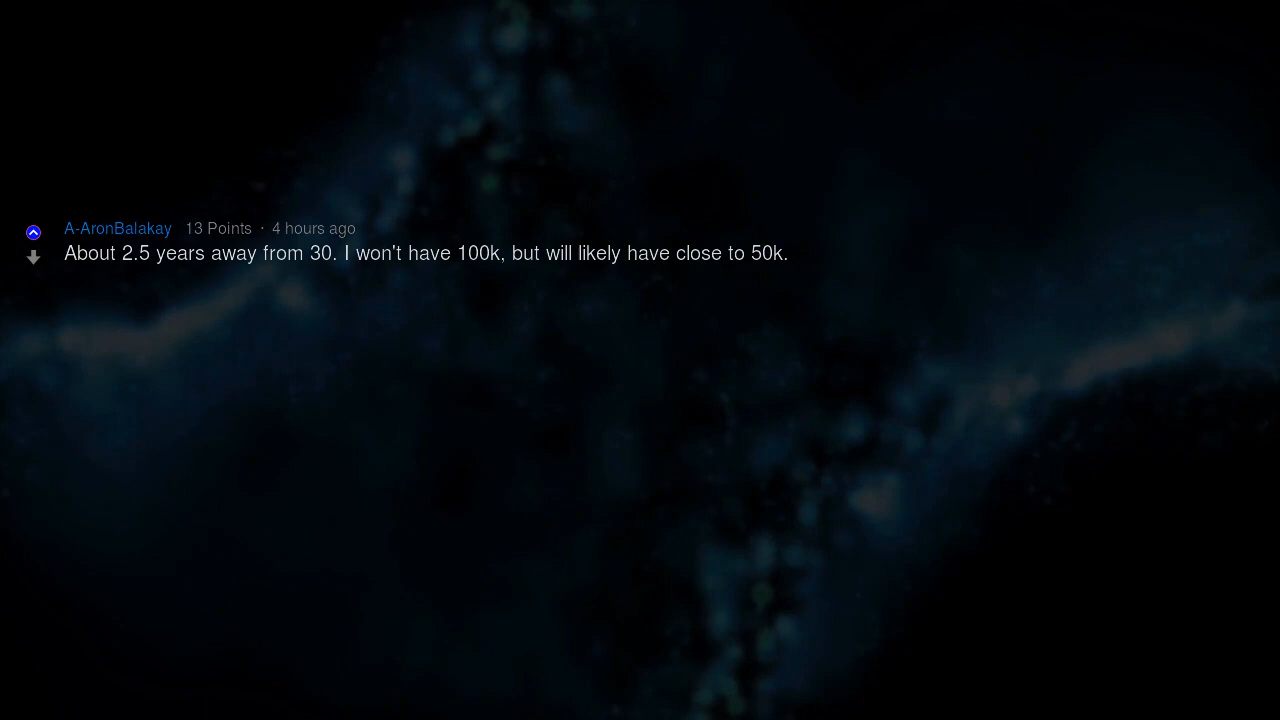 A-AronBalakay 13 Points · 4 hours ago
About 2.5 years away from 30. I won't have 100k, but will likely have close to 50k.